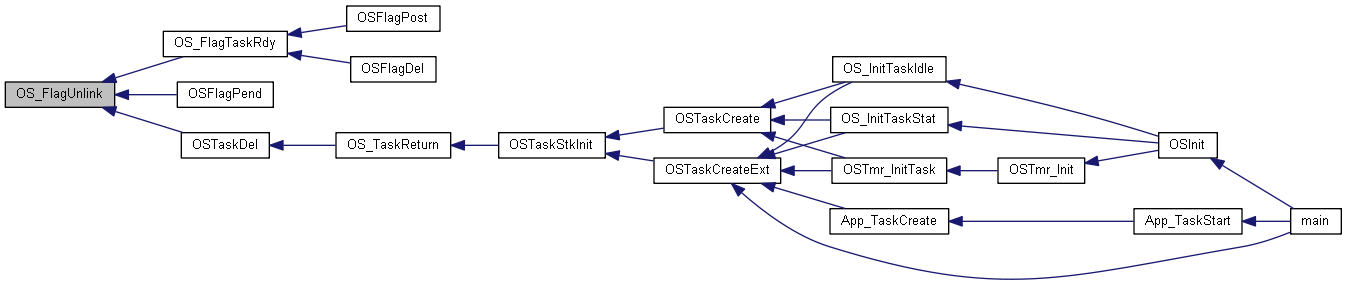 OS_FlagUnlink
OS_FlagTaskRdy
OSFlagPost
OSFlagDel
OSFlagPend
OSTaskDel
OS_TaskReturn
OSTaskStkInit
OSTaskCreate
OSTaskCreateExt
OS_InitTaskIdle
OS_InitTaskStat
OSTmr_InitTask
OSTmr_Init
OSInit
App_TaskCreate
App_TaskStart
main